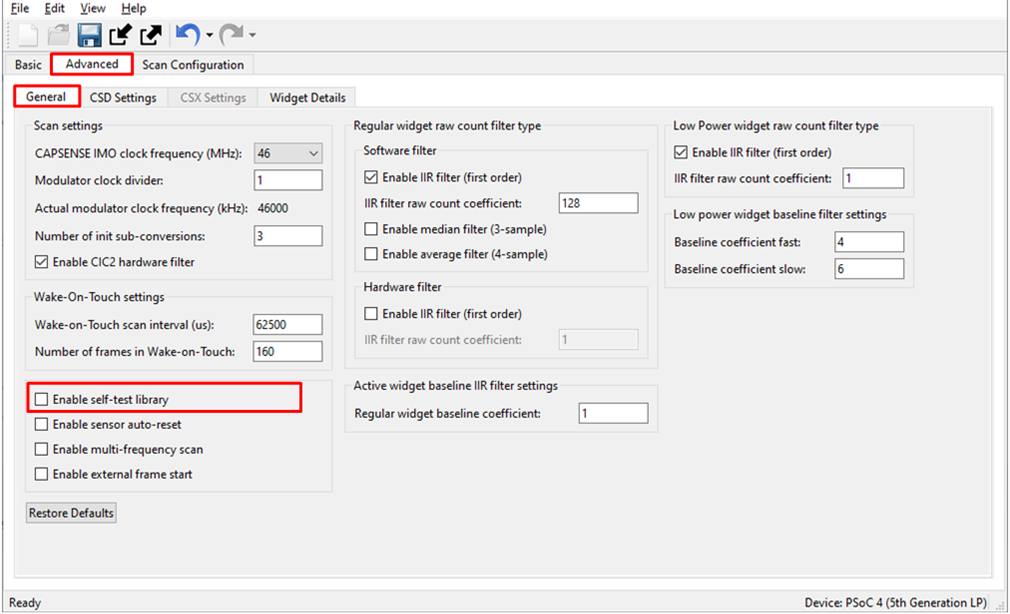 File Edit View Help
Basic Advanced Scan Configuration
General CSD Settings CSX Settings Widget Details
Scan settings
CAPSENSE IMO clock frequency (MHz): 46
Modulator clock divider: 1
Actual modulator clock frequency (kHz): 46000
Number of init sub-conversions: 3
Enable CIC2 hardware filter
Wake-On-Touch settings
Wake-on-Touch scan interval (us): 62500
Number of frames in Wake-on-Touch: 160
Enable self-test library
Enable sensor auto-reset
Enable multi-frequency scan
Enable external frame start
Restore Defaults
Regular widget raw count filter type
Software filter
Enable IIR filter (first order)
IIR filter raw count coefficient: 128
Enable median filter (3-sample)
Enable average filter (4-sample)
Hardware filter
Enable IIR filter (first order)
IIR filter raw count coefficient: 1
Active widget baseline IIR filter settings
Regular widget baseline coefficient: 1
Low Power widget raw count filter type
Enable IIR filter (first order)
IIR filter raw count coefficient: 1
Low power widget baseline filter settings
Baseline coefficient fast: 4
Baseline coefficient slow: 6
Ready Device: PSoC 4 (5th Generation LP)